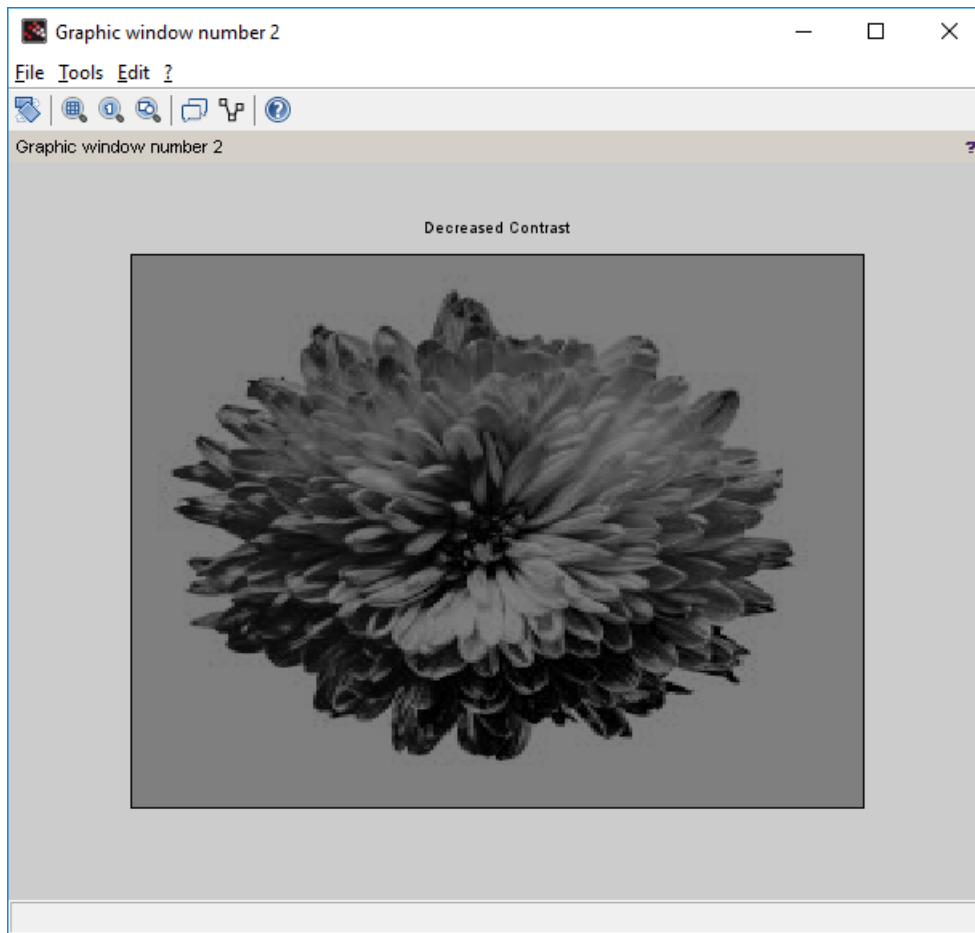 Graphic window number 2
File Tools Edit ?
Graphic window number 2 ?
Decreased Contrast